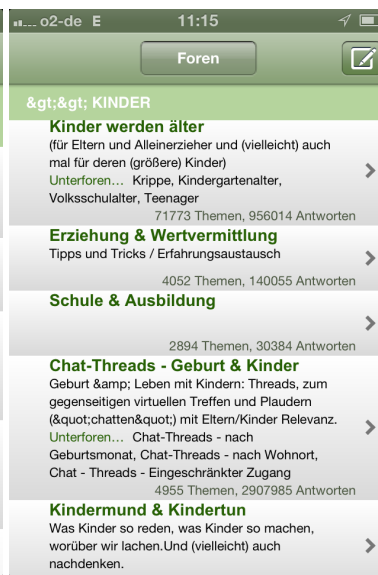 o2-de E 11:15
Foren
&gt;&gt; KINDER
Kinder werden älter
(für Eltern und Alleinerzieher und (vielleicht) auch
mal für deren (größere) Kinder)
Unterforen... Krippe, Kindergartenalter,
Volksschulalter, Teenager
71773 Themen, 956014 Antworten
Erziehung & Wertvermittlung
Tipps und Tricks / Erfahrungsaustausch
4052 Themen, 140055 Antworten
Schule & Ausbildung
2894 Themen, 30384 Antworten
Chat-Threads - Geburt & Kinder
Geburt &amp; Leben mit Kindern: Threads, zum
gegenseitigen virtuellen Treffen und Plaudern
(&quot;chatten&quot;) mit Eltern/Kinder Relevanz.
Unterforen... Chat-Threads - nach
Geburtsmonat, Chat-Threads - nach Wohnort,
Chat - Threads - Eingeschränkter Zugang
4955 Themen, 2907985 Antworten
Kindermund & Kindertun
Was Kinder so reden, was Kinder so machen,
worüber wir lachen.Und (vielleicht) auch
nachdenken.